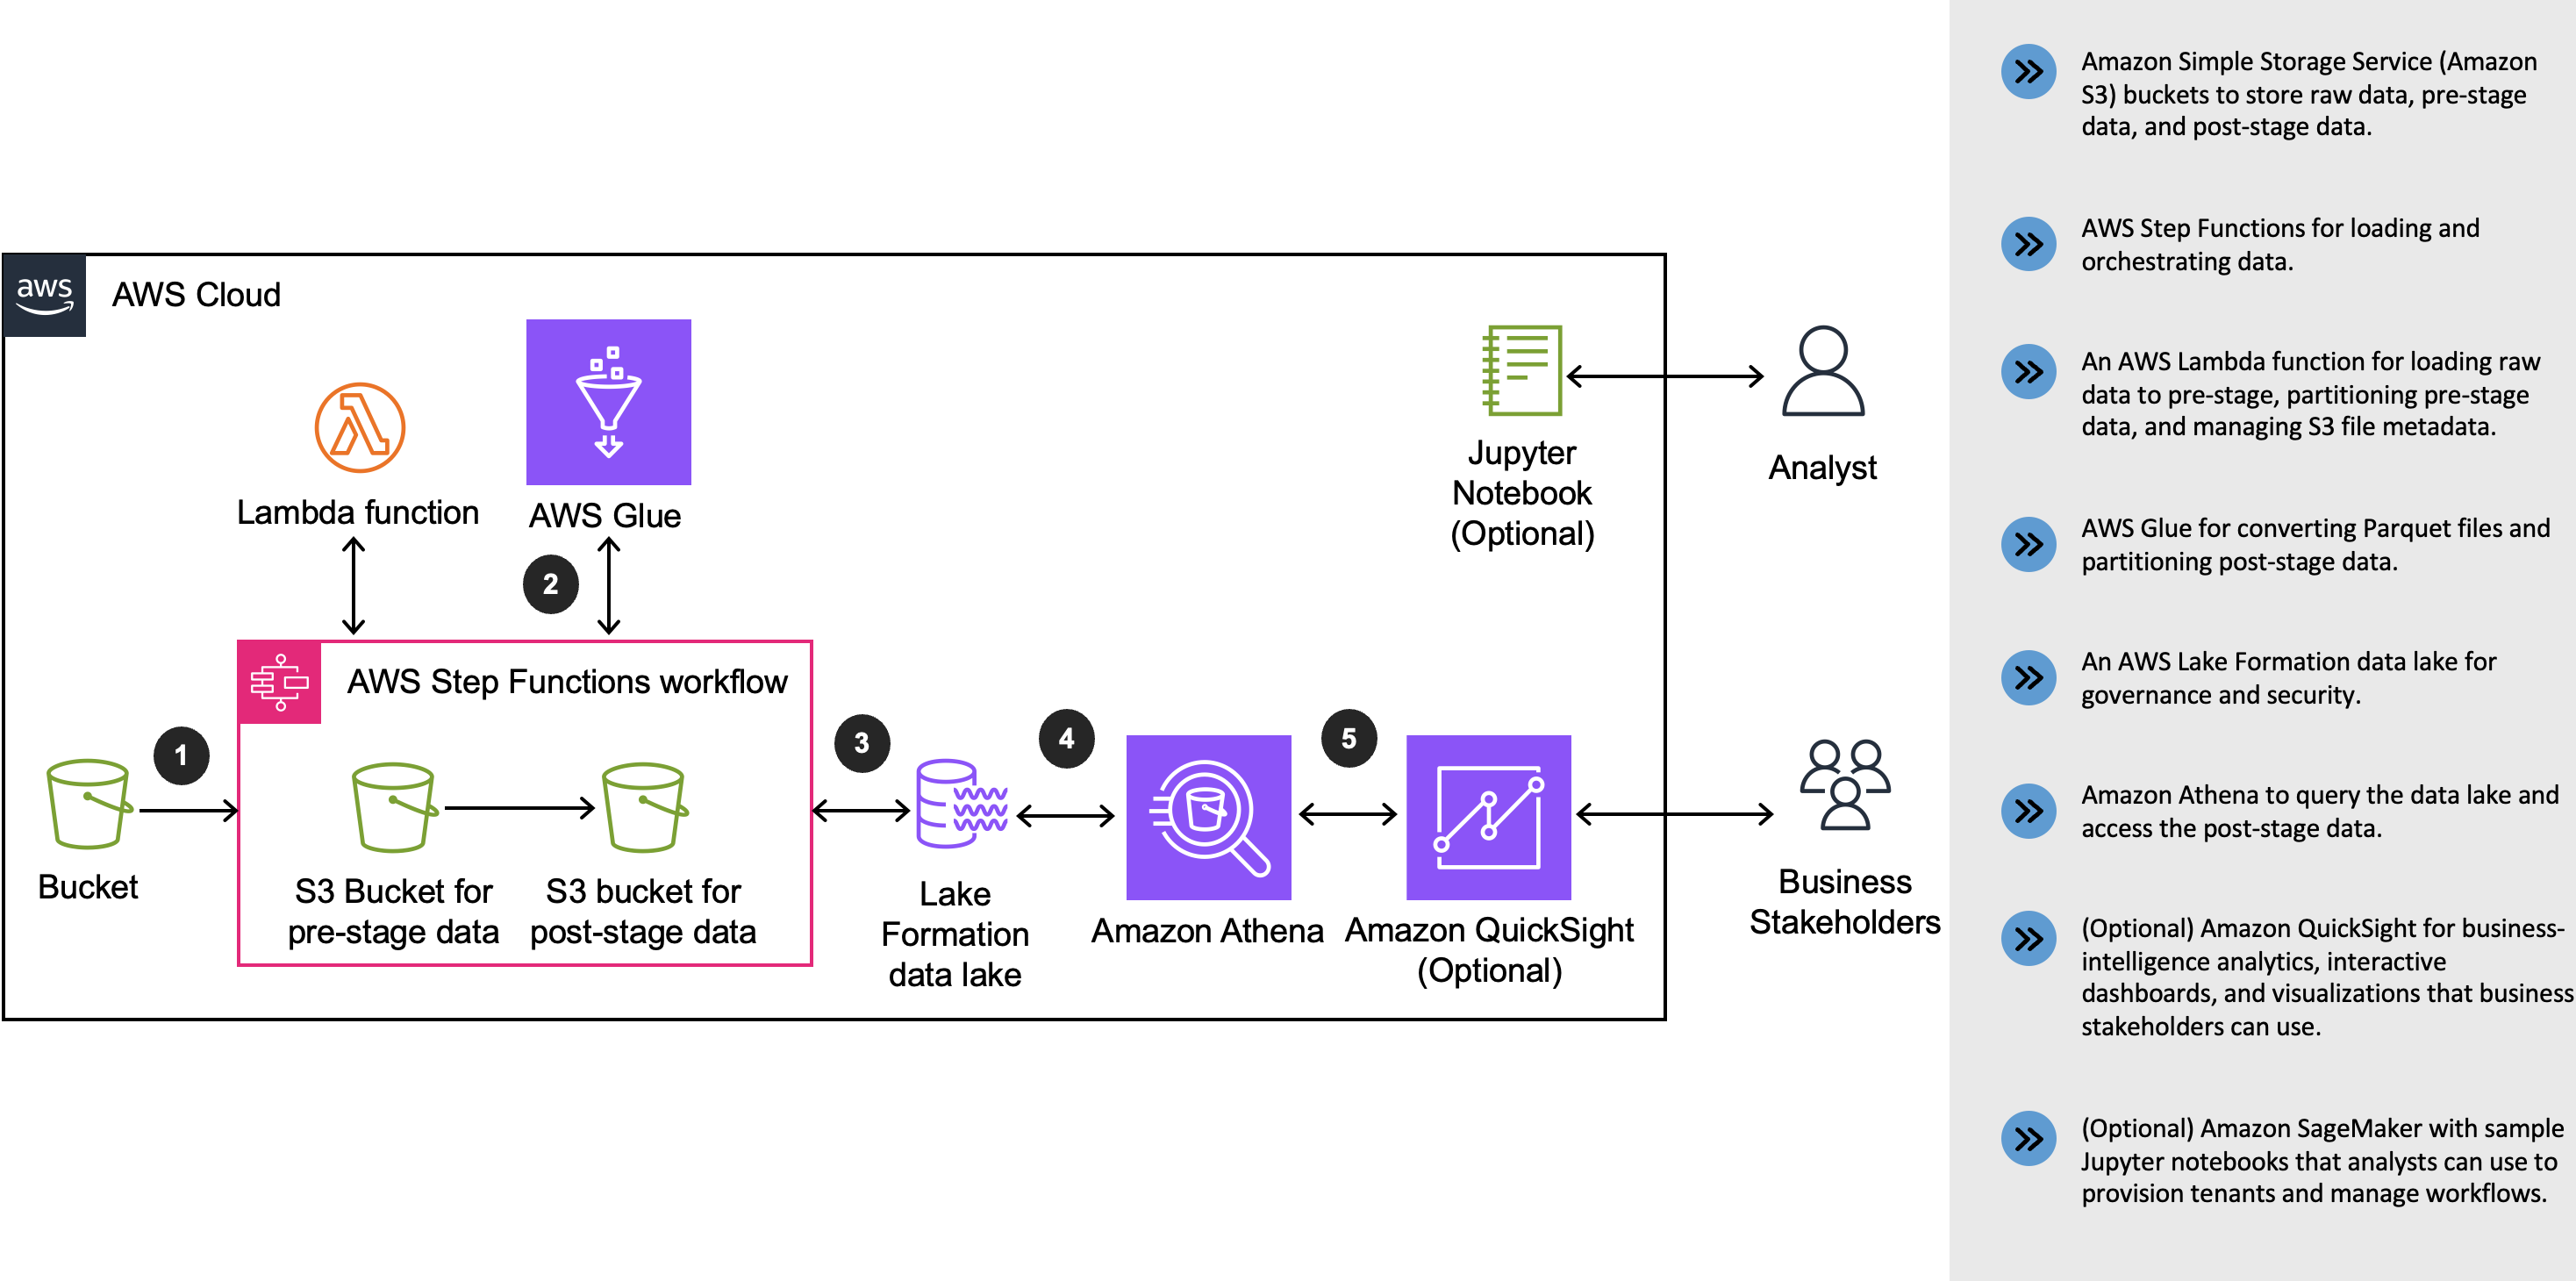 aws
AWS Cloud
Lambda function
AWS Glue
2
Jupyter
Notebook
(Optional)
Analyst
AWS Step Functions workflow
1
Bucket
S3 Bucket for
pre-stage data
S3 bucket for
post-stage data
3
Lake
Formation
data lake
4
Amazon Athena
5
Amazon QuickSight
(Optional)
Business
Stakeholders
Amazon Simple Storage Service (Amazon
S3) buckets to store raw data, pre-stage
data, and post-stage data.
AWS Step Functions for loading and
orchestrating data.
An AWS Lambda function for loading raw
data to pre-stage, partitioning pre-stage
data, and managing S3 file metadata.
AWS Glue for converting Parquet files and
partitioning post-stage data.
An AWS Lake Formation data lake for
governance and security.
Amazon Athena to query the data lake and
access the post-stage data.
(Optional) Amazon QuickSight for business-
intelligence analytics, interactive
dashboards, and visualizations that business
stakeholders can use.
(Optional) Amazon SageMaker with sample
Jupyter notebooks that analysts can use to
provision tenants and manage workflows.